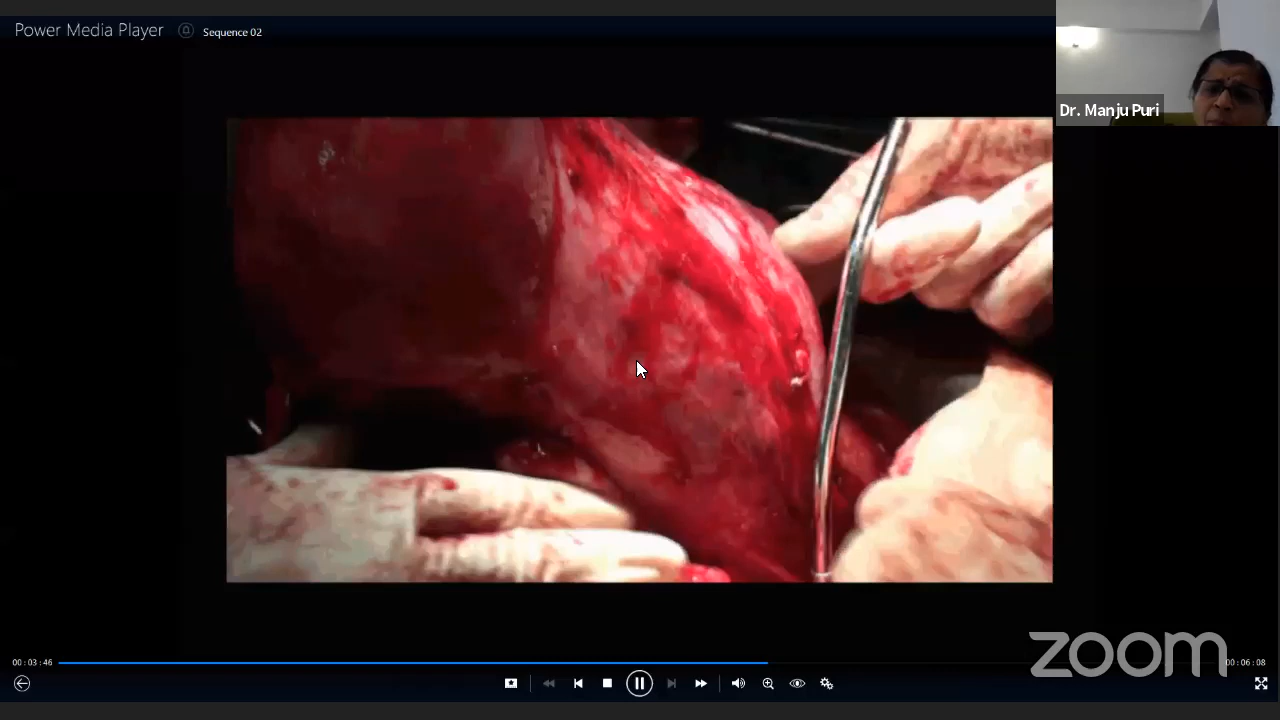 Power Media Player
Sequence 02
Dr. Manju Puri
00:03:46
00:06:08
zoom